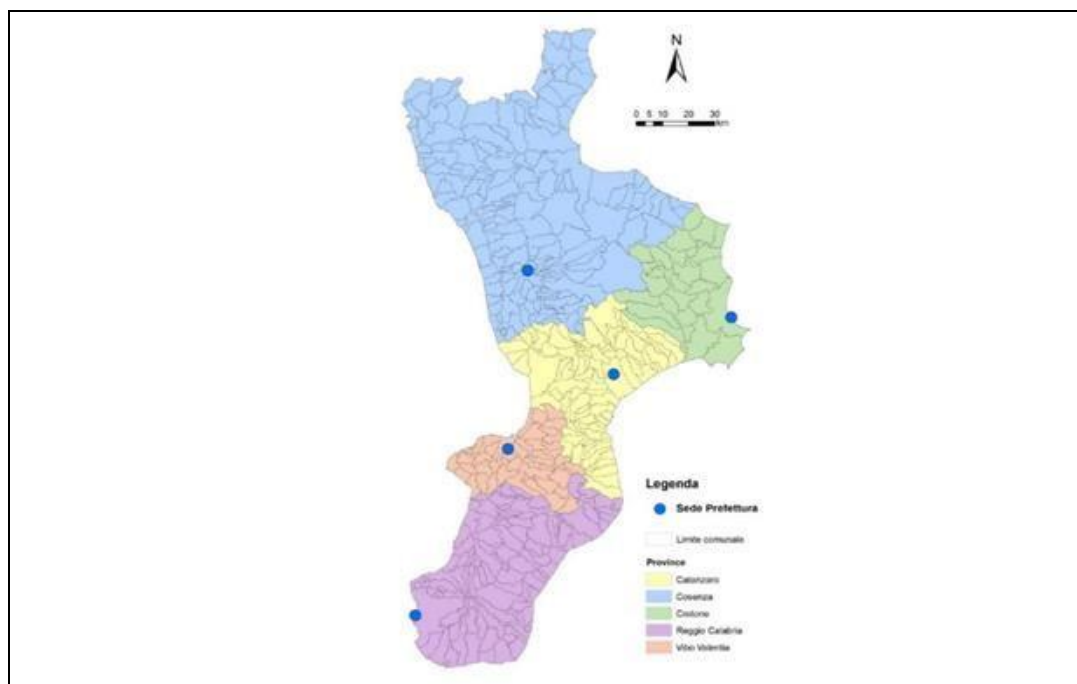 N
0 5 10 20 30
km
Legenda
Sede Prefettura
Limite comunale
Province
Catanzaro
Cosenza
Crotone
Reggio Calabria
Vibo Valentia